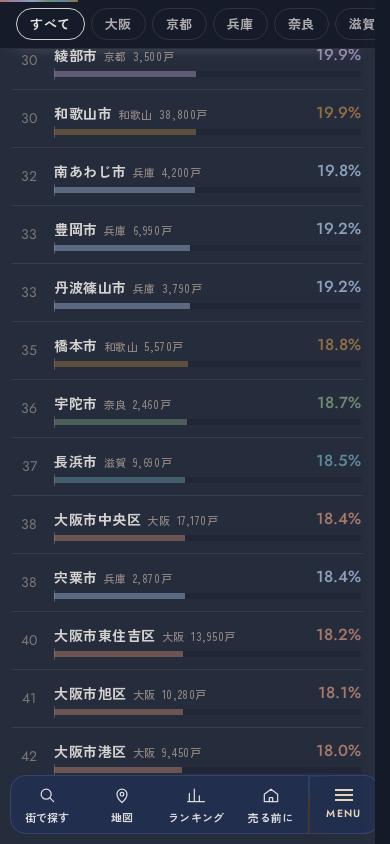 すべて 大阪 京都 兵庫 奈良 滋賀
30 綾部市 京都 3,500戸 19.9%
30 和歌山市 和歌山 38,800戸 19.9%
32 南あわじ市 兵庫 4,200戸 19.8%
33 豊岡市 兵庫 6,990戸 19.2%
33 丹波篠山市 兵庫 3,790戸 19.2%
35 橋本市 和歌山 5,570戸 18.8%
36 宇陀市 奈良 2,460戸 18.7%
37 長浜市 滋賀 9,690戸 18.5%
38 大阪市中央区 大阪 17,170戸 18.4%
38 宍粟市 兵庫 2,870戸 18.4%
40 大阪市東住吉区 大阪 13,950戸 18.2%
41 大阪市旭区 大阪 10,280戸 18.1%
42 大阪市港区 大阪 9,450戸 18.0%
街で探す 地図 ランキング 売る前に MENU